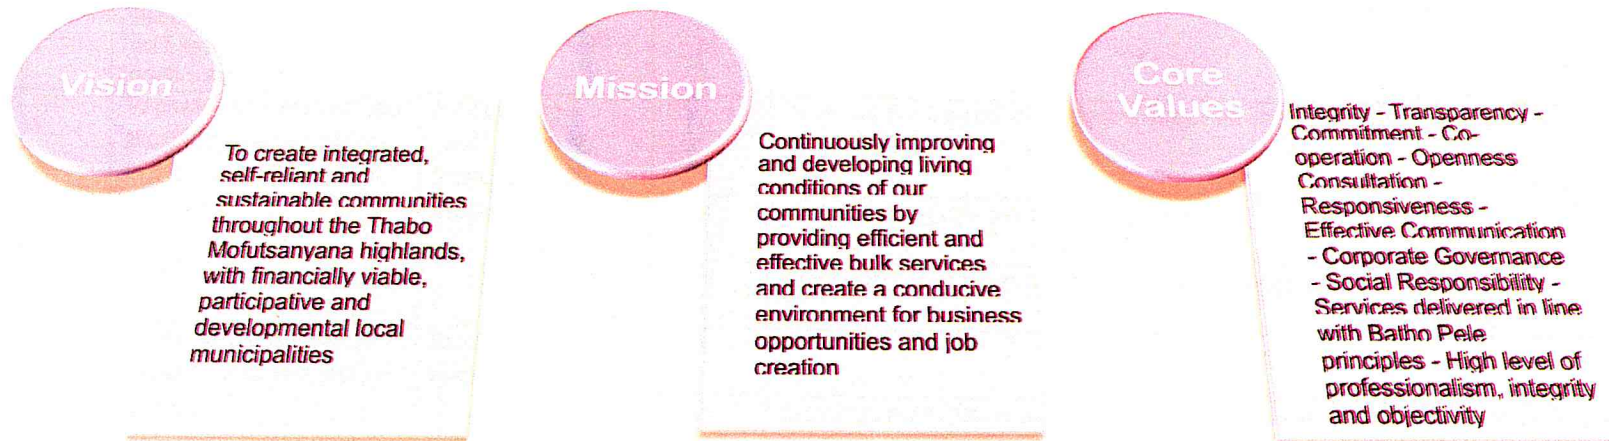 Vision
To create integrated,
self-reliant and
sustainable communities
throughout the Thabo
Mofutsanyana highlands,
with financially viable,
participative and
developmental local
municipalities
Mission
Continuously improving
and developing living
conditions of our
communities by
providing efficient and
effective bulk services
and create a conducive
environment for business
opportunities and job
creation
Core
Values
Integrity - Transparency -
Commitment - Co-
operation - Openness
Consultation -
Responsiveness -
Effective Communication
- Corporate Governance
- Social Responsibility -
Services delivered in line
with Batho Pele
principles - High level of
professionalism, integrity
and objectivity